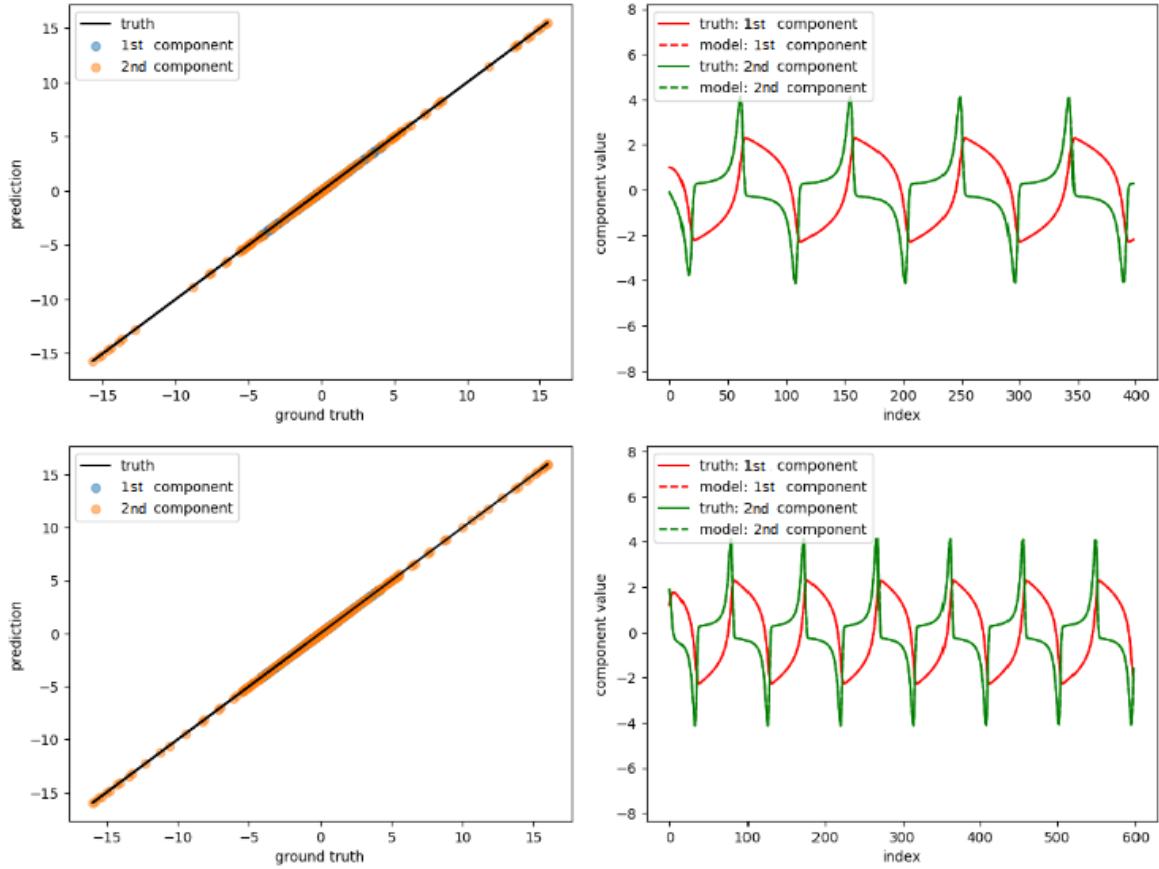 truth
1st component
2nd component
15
10
5
0
−5
−10
−15
prediction
−15
−10
−5
0
5
10
15
ground truth
truth: 1st component
model: 1st component
truth: 2nd component
model: 2nd component
8
6
4
2
0
−2
−4
−6
−8
component value
0
50
100
150
200
250
300
350
400
index
truth
1st component
2nd component
15
10
5
0
−5
−10
−15
prediction
−15
−10
−5
0
5
10
15
ground truth
truth: 1st component
model: 1st component
truth: 2nd component
model: 2nd component
8
6
4
2
0
−2
−4
−6
−8
component value
0
100
200
300
400
500
600
index